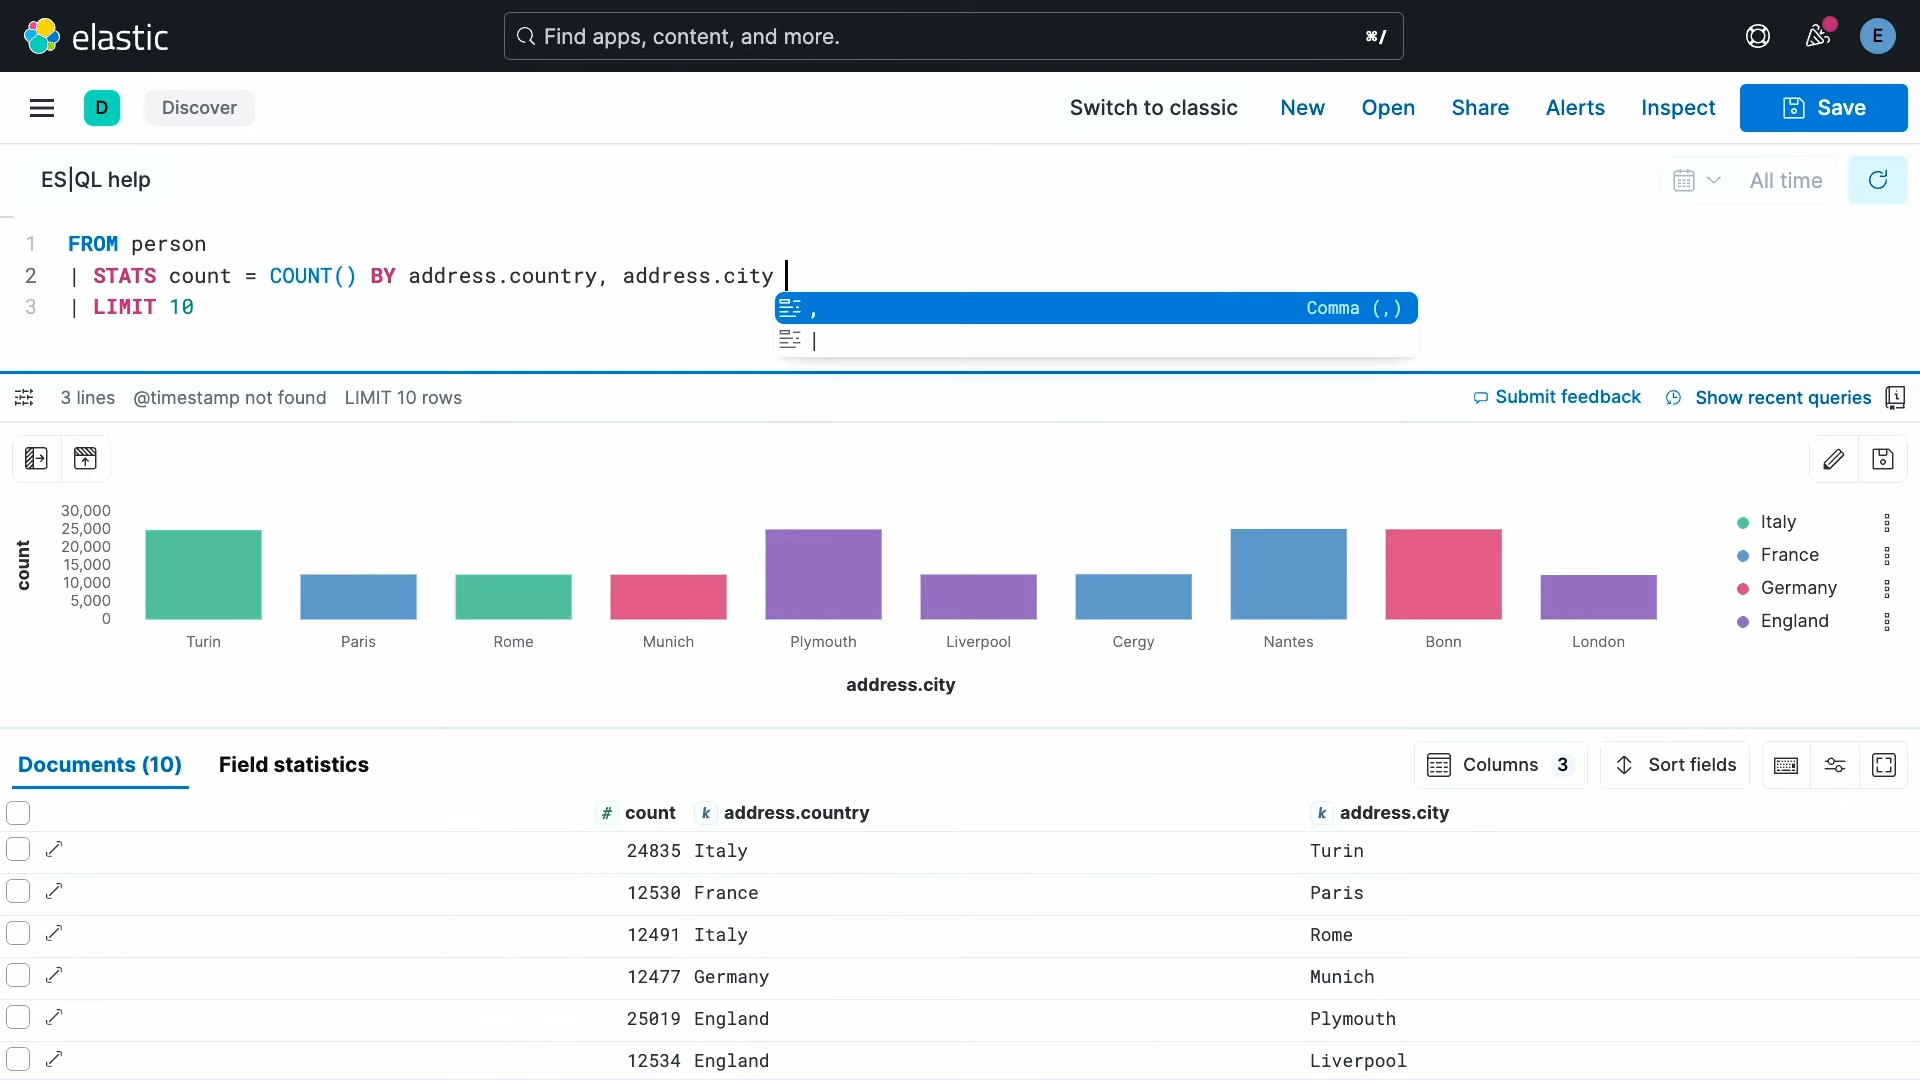 elastic
Find apps, content, and more.
⌘/
E
D
Discover
Switch to classic
New
Open
Share
Alerts
Inspect
Save
ES|QL help
All time
1 FROM person
2 | STATS count = COUNT() BY address.country, address.city
3 | LIMIT 10
, Comma (,)
|
3 lines @timestamp not found LIMIT 10 rows
Submit feedback
Show recent queries
count
30,000
25,000
20,000
15,000
10,000
5,000
0
Turin Paris Rome Munich Plymouth Liverpool Cergy Nantes Bonn London
address.city
Italy
France
Germany
England
Documents (10)
Field statistics
Columns 3
Sort fields
# count k address.country k address.city
24835 Italy Turin
12530 France Paris
12491 Italy Rome
12477 Germany Munich
25019 England Plymouth
12534 England Liverpool